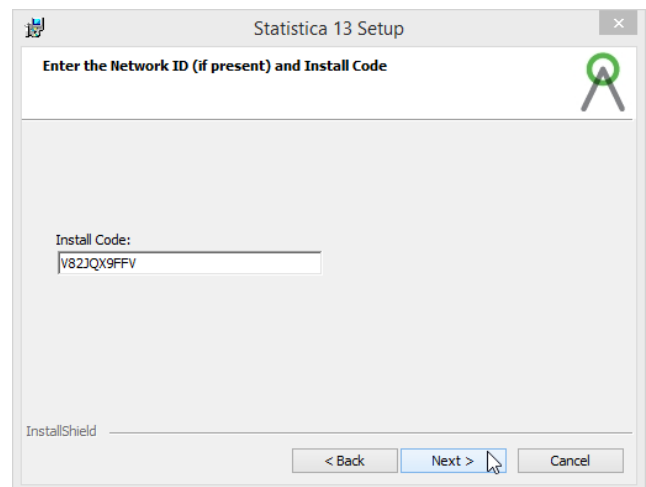 Statistica 13 Setup
Enter the Network ID (if present) and Install Code
Install Code:
V82JQX9FFV
InstallShield
< Back
Next >
Cancel